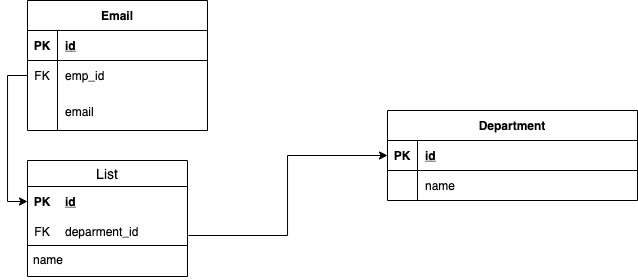 Email
PK id
FK emp_id
email
List
PK id
FK deparment_id
name
Department
PK id
name